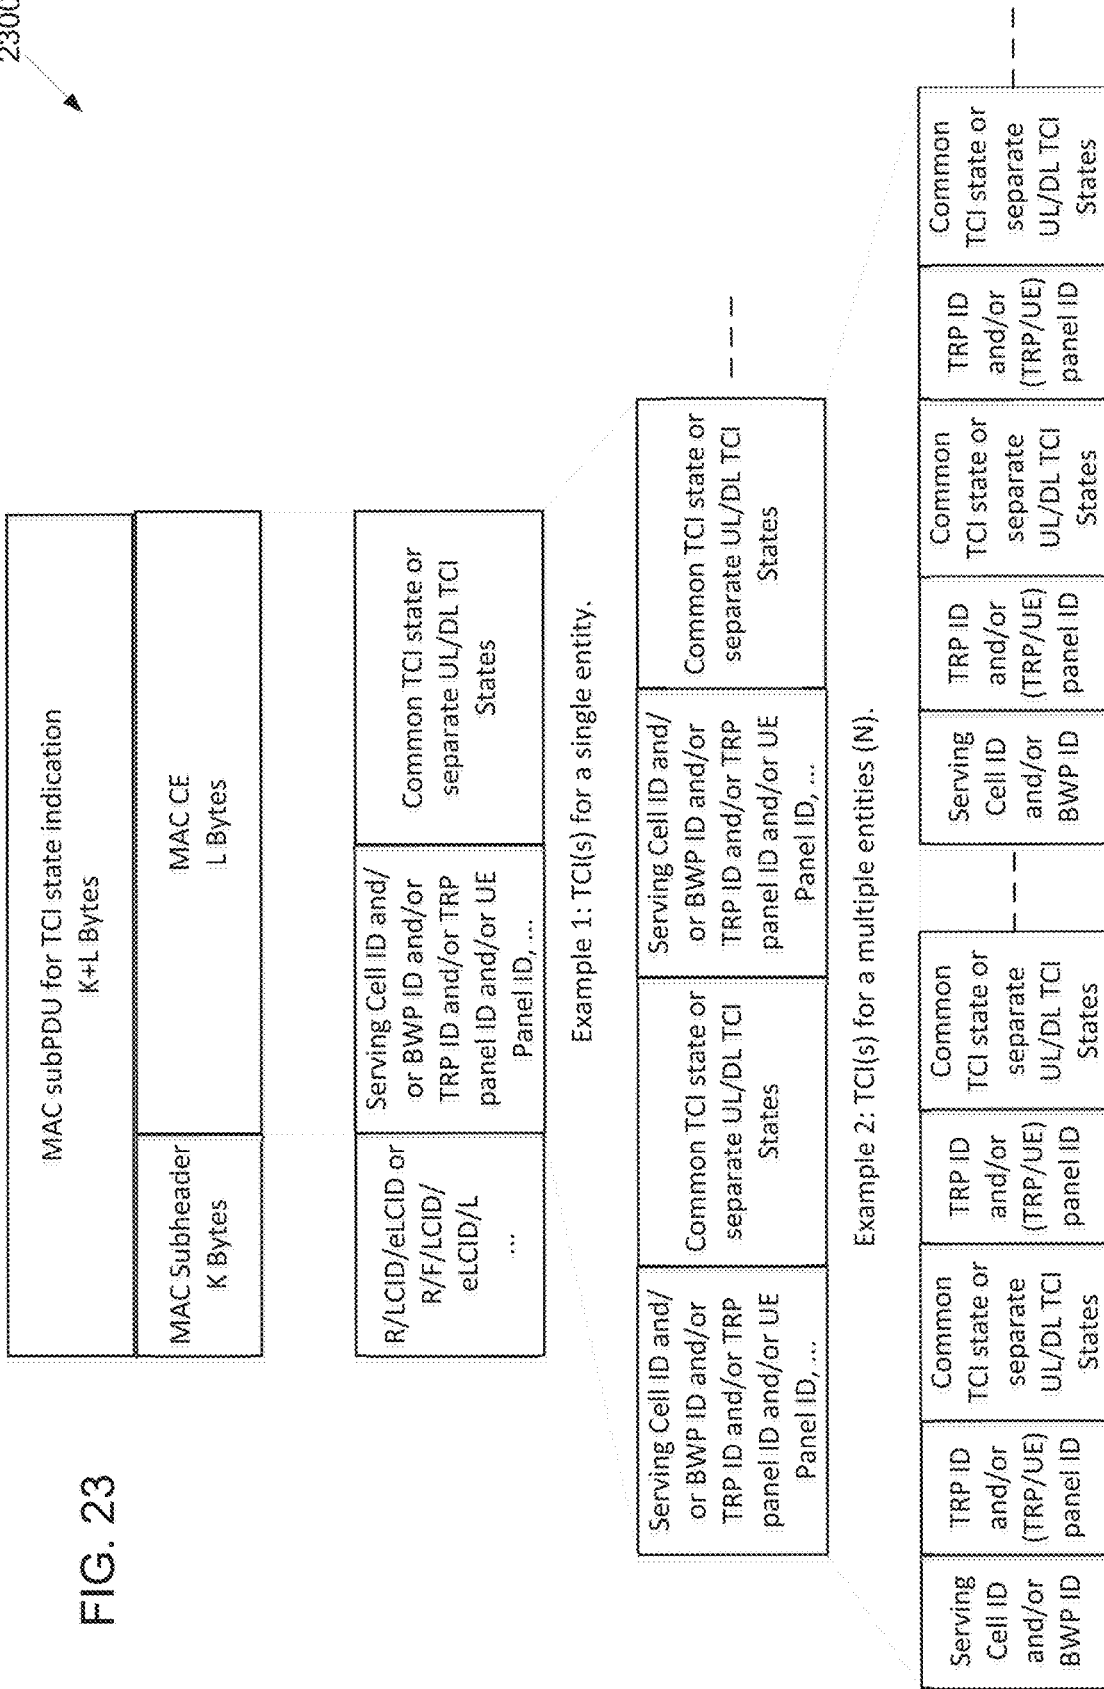 2300
FIG. 23
MAC subPDU for TCI state indication
K+L Bytes
MAC Subheader
K Bytes
MAC CE
L Bytes
R/LCID/eLCID or
R/F/LCID/
eLCID/L
...
Serving Cell ID and/
or BWP ID and/or
TRP ID and/or TRP
panel ID and/or UE
Panel ID, ...
Common TCI state or
separate UL/DL TCI
States
Example 1: TCI(s) for a single entity.
Serving Cell ID and/
or BWP ID and/or
TRP ID and/or TRP
panel ID and/or UE
Panel ID, ...
Common TCI state or
separate UL/DL TCI
States
Serving Cell ID and/
or BWP ID and/or
TRP ID and/or TRP
panel ID and/or UE
Panel ID, ...
Common TCI state or
separate UL/DL TCI
States
Example 2: TCI(s) for a multiple entities (N).
Serving
Cell ID
and/or
BWP ID
TRP ID
and/or
(TRP/UE)
panel ID
Common
TCI state or
separate
UL/DL TCI
States
TRP ID
and/or
(TRP/UE)
panel ID
Common
TCI state or
separate
UL/DL TCI
States
Serving
Cell ID
and/or
BWP ID
TRP ID
and/or
(TRP/UE)
panel ID
Common
TCI state or
separate
UL/DL TCI
States
TRP ID
and/or
(TRP/UE)
panel ID
Common
TCI state or
separate
UL/DL TCI
States